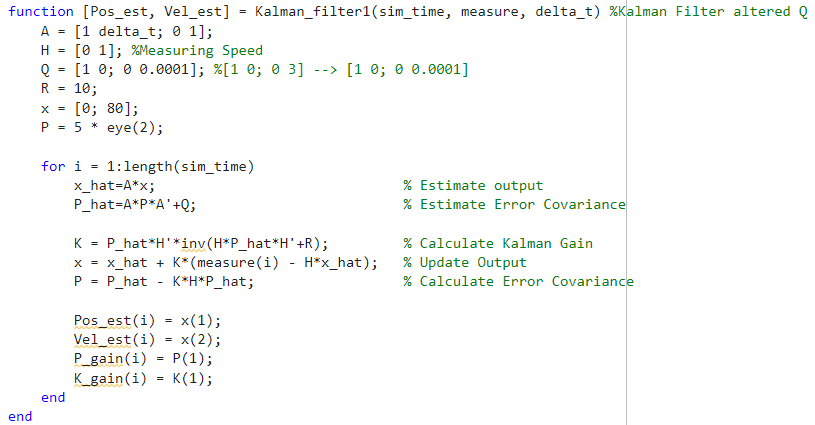 function [Pos_est, Vel_est] = Kalman_filter1(sim_time, measure, delta_t) %Kalman Filter altered Q
    A = [1 delta_t; 0 1];
    H = [0 1]; %Measuring Speed
    Q = [1 0; 0 0.0001]; %[1 0; 0 3] --> [1 0; 0 0.0001]
    R = 10;
    x = [0; 80];
    P = 5 * eye(2);

    for i = 1:length(sim_time)
        x_hat=A*x;                              % Estimate output
        P_hat=A*P*A'+Q;                         % Estimate Error Covariance

        K = P_hat*H'*inv(H*P_hat*H'+R);         % Calculate Kalman Gain
        x = x_hat + K*(measure(i) - H*x_hat);   % Update Output
        P = P_hat - K*H*P_hat;                  % Calculate Error Covariance

        Pos_est(i) = x(1);
        Vel_est(i) = x(2);
        P_gain(i) = P(1);
        K_gain(i) = K(1);
    end
end